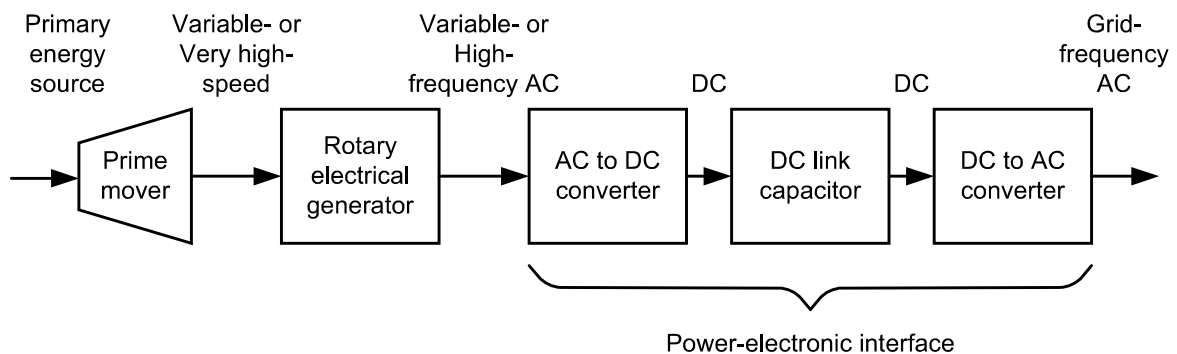 Primary
energy
source
Variable- or
Very high-
speed
Variable- or
High-
frequency AC
DC
DC
Grid-
frequency
AC
Prime
mover
Rotary
electrical
generator
AC to DC
converter
DC link
capacitor
DC to AC
converter
Power-electronic interface